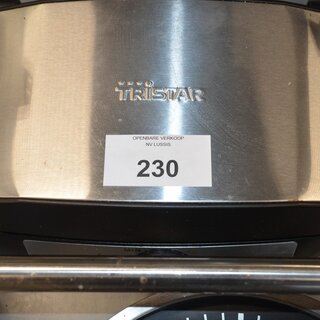 TRISTAR
OPENBARE VERKOOP
NV LUSSIS
230